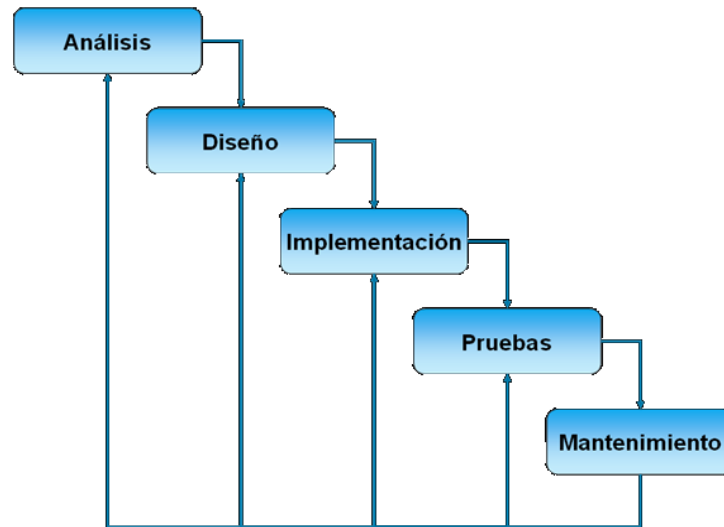 Análisis
Diseño
Implementación
Pruebas
Mantenimiento